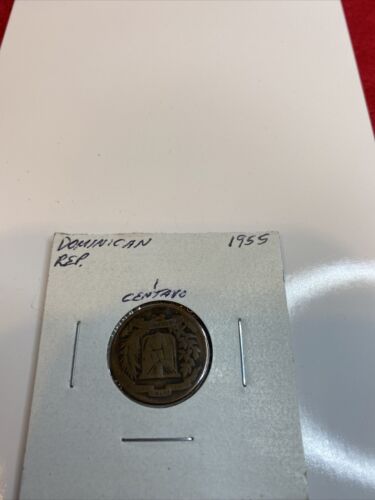 DOMINICAN 1955
REP.
1
CENTAVO